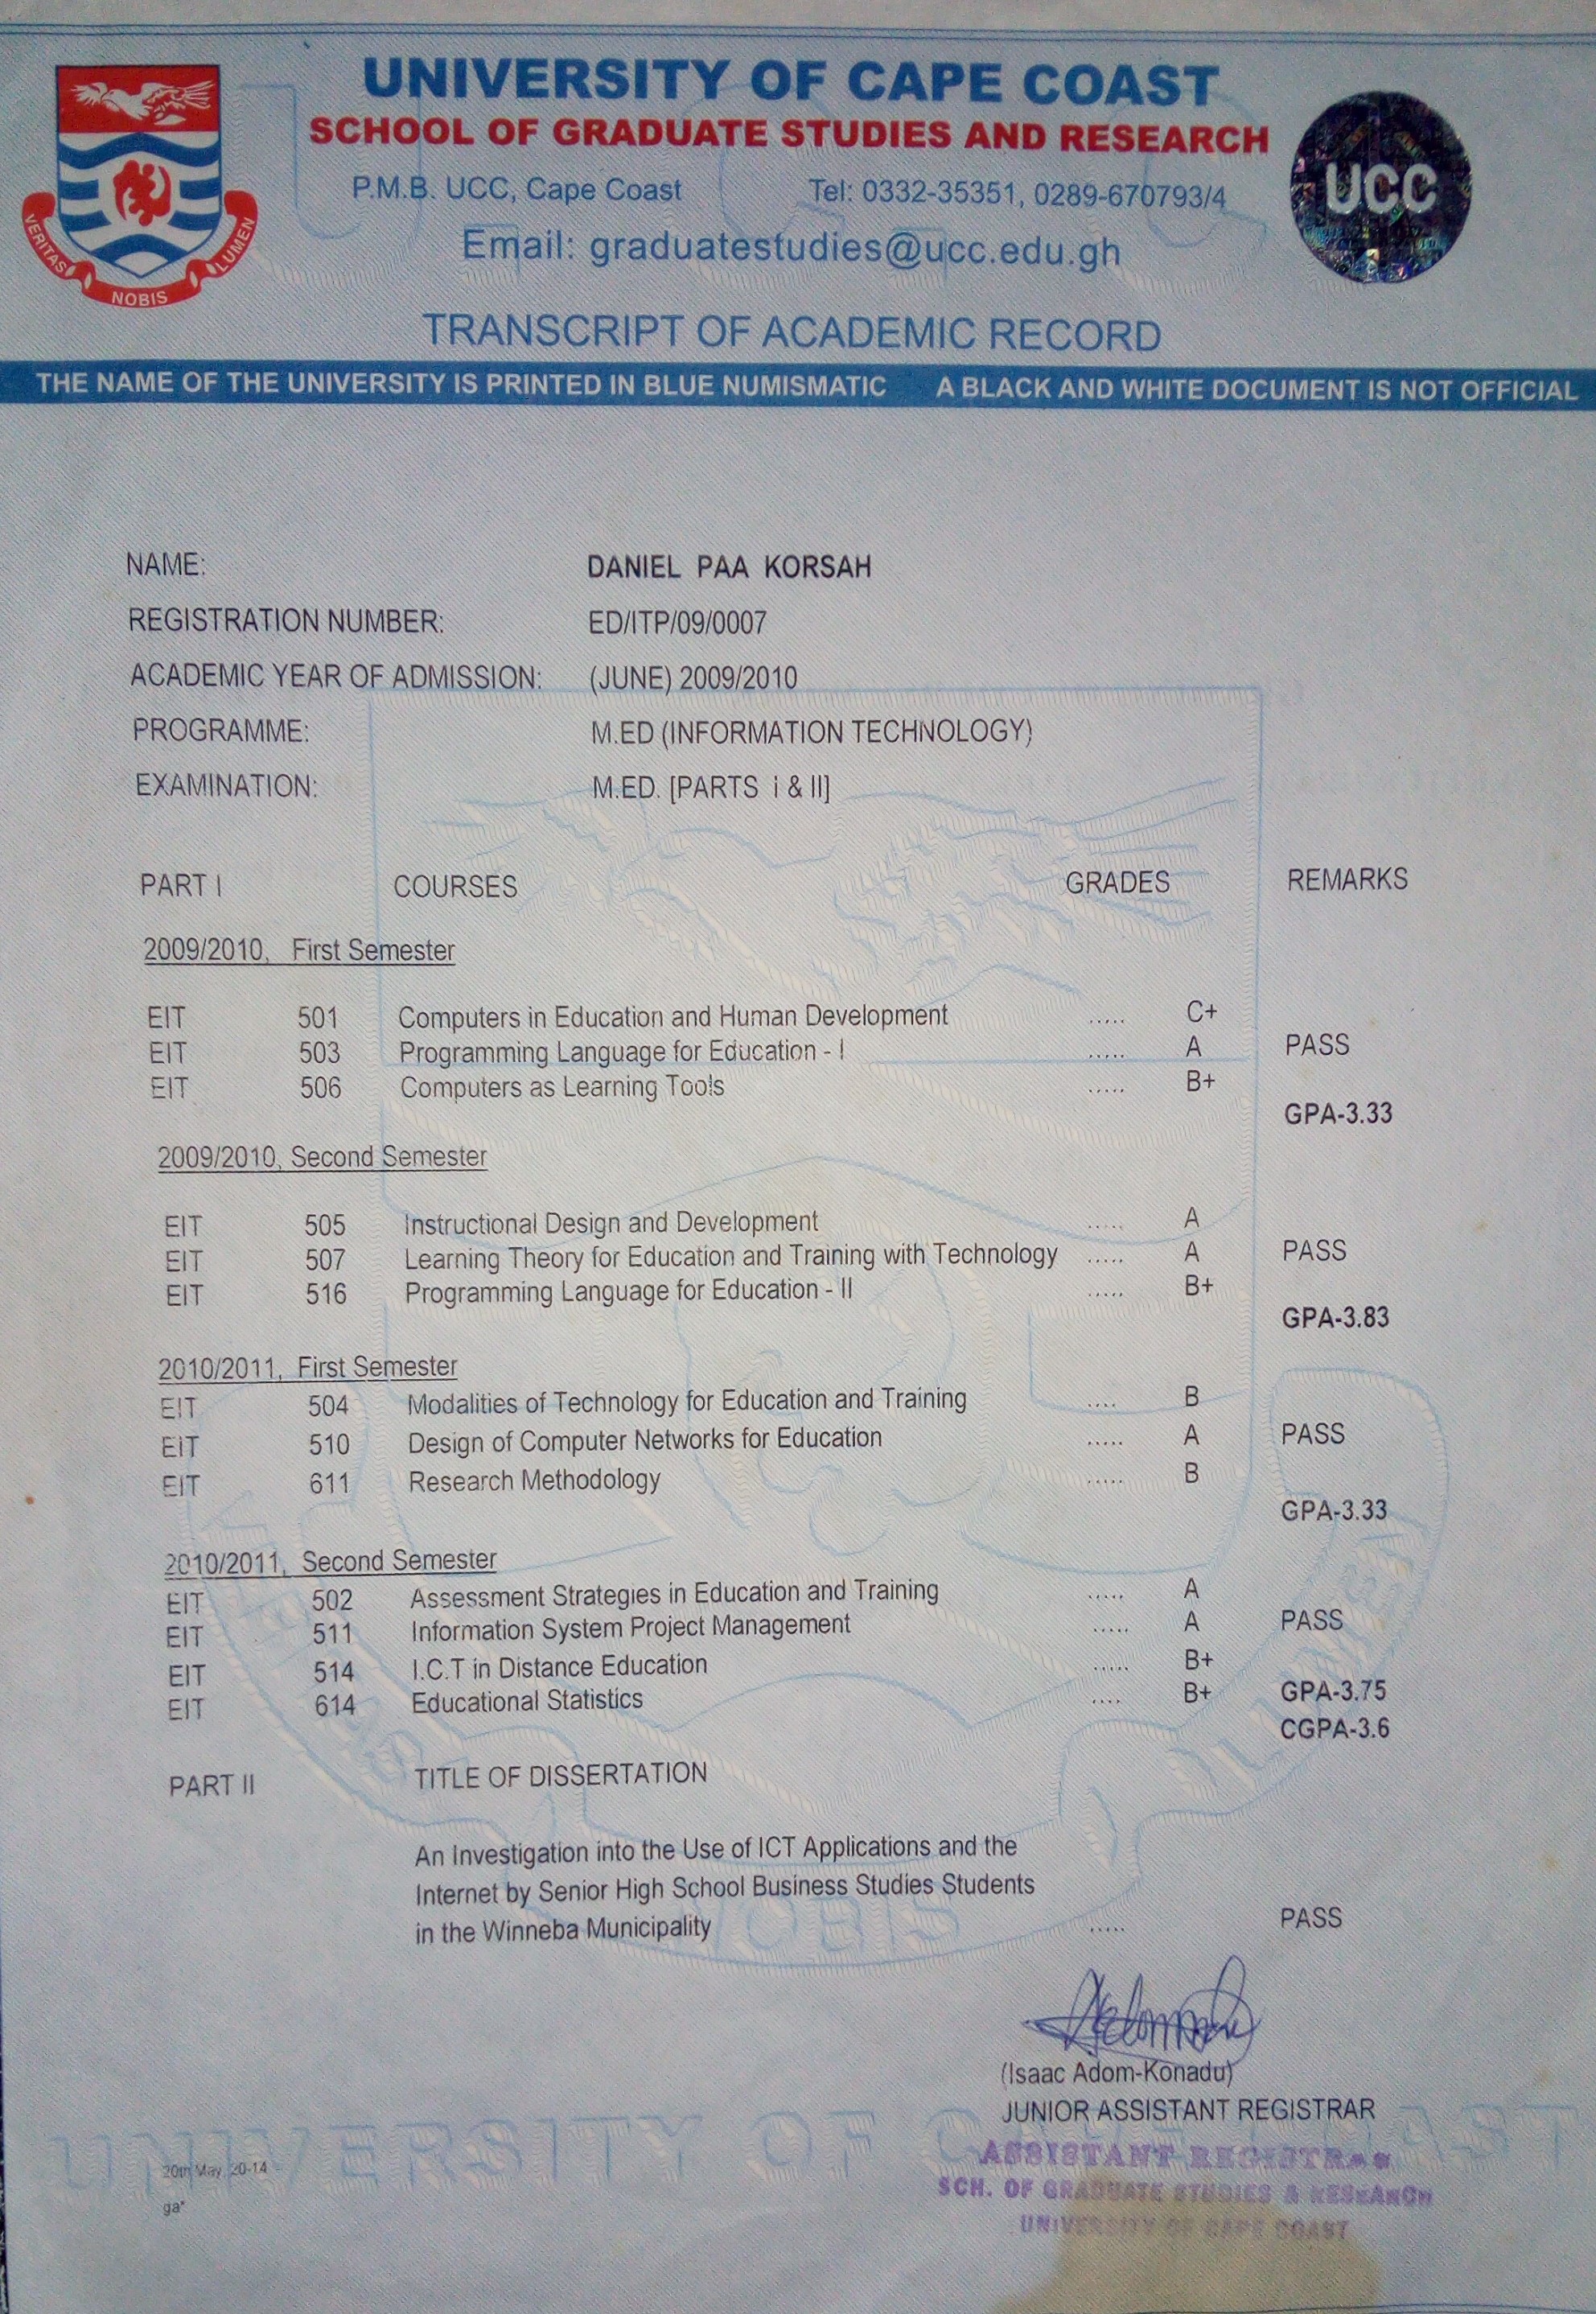 UNIVERSITY OF CAPE COAST
SCHOOL OF GRADUATE STUDIES AND RESEARCH
P.M.B. UCC, Cape Coast Tel: 0332-35351, 0289-670793/4
Email: graduatestudies@ucc.edu.gh
VERITAS NOBIS LUMEN
UCC
TRANSCRIPT OF ACADEMIC RECORD
THE NAME OF THE UNIVERSITY IS PRINTED IN BLUE NUMISMATIC A BLACK AND WHITE DOCUMENT IS NOT OFFICIAL
NAME: DANIEL PAA KORSAH
REGISTRATION NUMBER: ED/ITP/09/0007
ACADEMIC YEAR OF ADMISSION: (JUNE) 2009/2010
PROGRAMME: M.ED (INFORMATION TECHNOLOGY)
EXAMINATION: M.ED. [PARTS I & II]
PART I COURSES GRADES REMARKS
2009/2010, First Semester
EIT 501 Computers in Education and Human Development ..... C+
EIT 503 Programming Language for Education - I ..... A PASS
EIT 506 Computers as Learning Tools ..... B+
GPA-3.33
2009/2010, Second Semester
EIT 505 Instructional Design and Development ..... A
EIT 507 Learning Theory for Education and Training with Technology ..... A PASS
EIT 516 Programming Language for Education - II ..... B+
GPA-3.83
2010/2011, First Semester
EIT 504 Modalities of Technology for Education and Training .... B
EIT 510 Design of Computer Networks for Education ..... A PASS
EIT 611 Research Methodology ..... B
GPA-3.33
2010/2011, Second Semester
EIT 502 Assessment Strategies in Education and Training ..... A
EIT 511 Information System Project Management ..... A PASS
EIT 514 I.C.T in Distance Education ..... B+
EIT 614 Educational Statistics .... B+ GPA-3.75
CGPA-3.6
PART II TITLE OF DISSERTATION
An Investigation into the Use of ICT Applications and the
Internet by Senior High School Business Studies Students
in the Winneba Municipality ..... PASS
(Isaac Adom-Konadu)
JUNIOR ASSISTANT REGISTRAR
ASSISTANT REGISTRAR
SCH. OF GRADUATE STUDIES & RESEARCH
UNIVERSITY OF CAPE COAST
20th May, 20-14
ga*
UNIVERSITY OF CAPE COAST